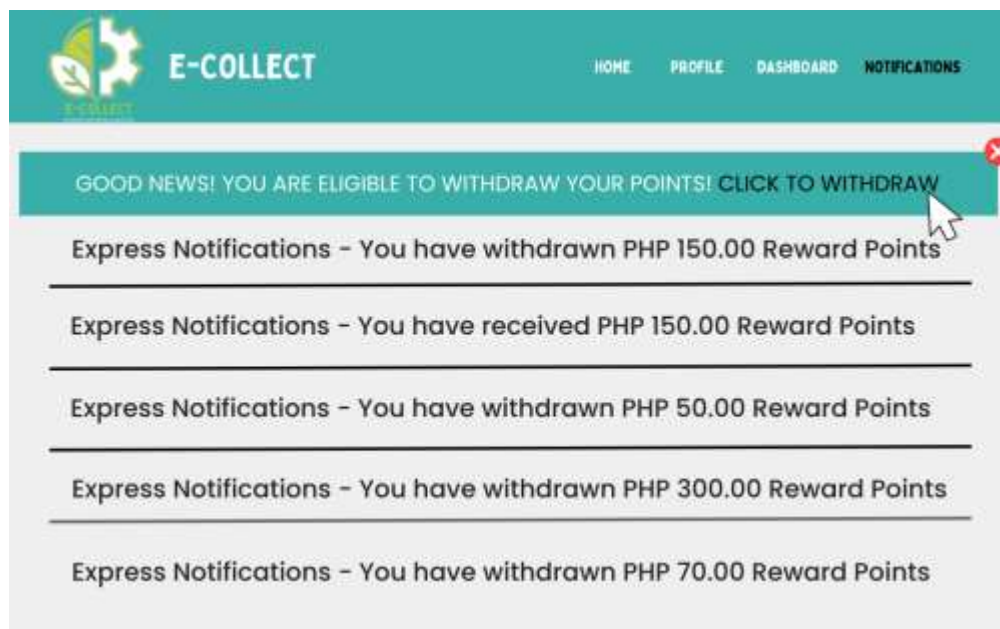 E-COLLECT
HOME PROFILE DASHBOARD NOTIFICATIONS
E-COLLECT
GOOD NEWS! YOU ARE ELIGIBLE TO WITHDRAW YOUR POINTS! CLICK TO WITHDRAW
Express Notifications - You have withdrawn PHP 150.00 Reward Points
Express Notifications - You have received PHP 150.00 Reward Points
Express Notifications - You have withdrawn PHP 50.00 Reward Points
Express Notifications - You have withdrawn PHP 300.00 Reward Points
Express Notifications - You have withdrawn PHP 70.00 Reward Points